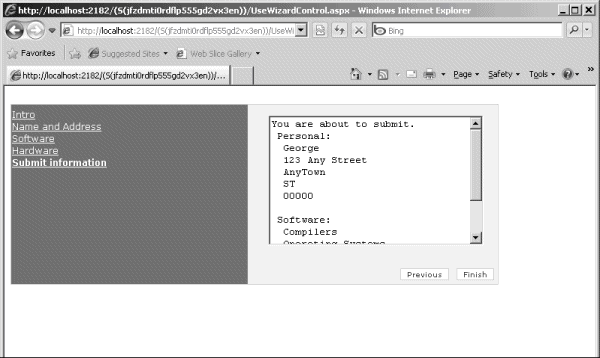 http://localhost:2182/(S(jfzdmti0rdflp555gd2vx3en))/UseWizardControl.aspx - Windows Internet Explorer
http://localhost:2182/(S(jfzdmti0rdflp555gd2vx3en))/UseWi
Bing
Favorites
Suggested Sites
Web Slice Gallery
http://localhost:2182/(S(jfzdmti0rdflp555gd2vx3en))/...
Page
Safety
Tools
Intro
Name and Address
Software
Hardware
Submit information
You are about to submit.
Personal:
George
123 Any Street
AnyTown
ST
00000
Software:
Compilers
Operating Systems
Previous
Finish